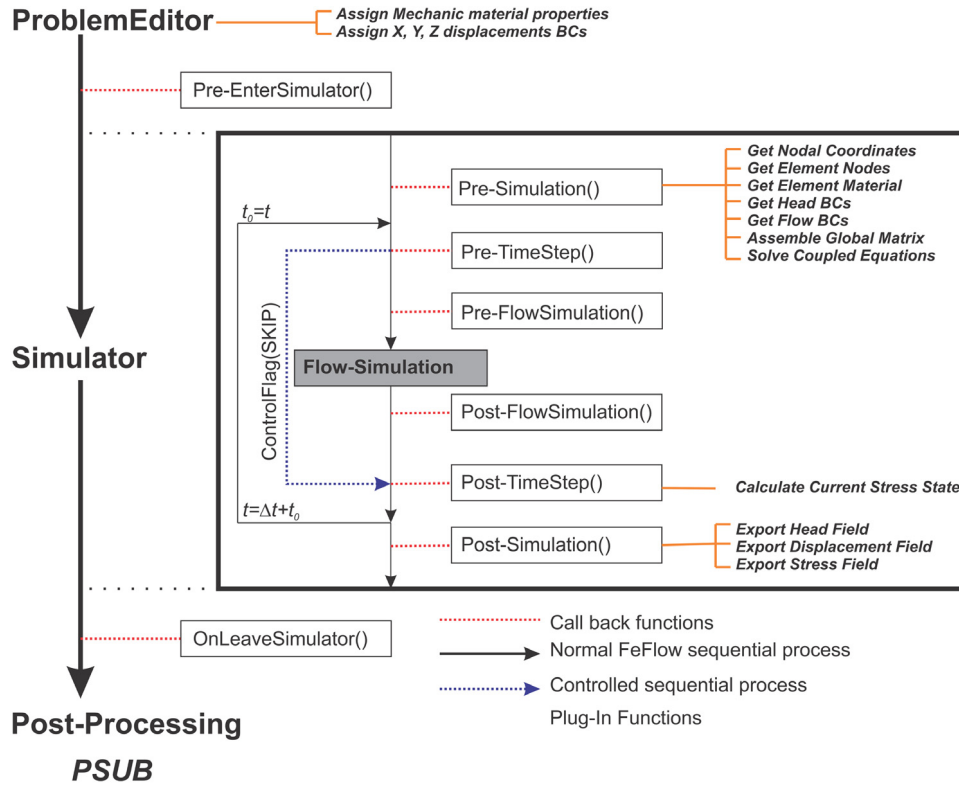 ProblemEditor
Assign Mechanic material properties
Assign X, Y, Z displacements BCs
Pre-EnterSimulator()
Pre-Simulation()
Get Nodal Coordinates
Get Element Nodes
Get Element Material
Get Head BCs
Get Flow BCs
Assemble Global Matrix
Solve Coupled Equations
t₀=t
Pre-TimeStep()
Pre-FlowSimulation()
ControlFlag(SKIP)
Simulator
Flow-Simulation
Post-FlowSimulation()
Post-TimeStep()
Calculate Current Stress State
t=Δt+t₀
Post-Simulation()
Export Head Field
Export Displacement Field
Export Stress Field
OnLeaveSimulator()
Call back functions
Normal FeFlow sequential process
Controlled sequential process
Plug-In Functions
Post-Processing
PSUB